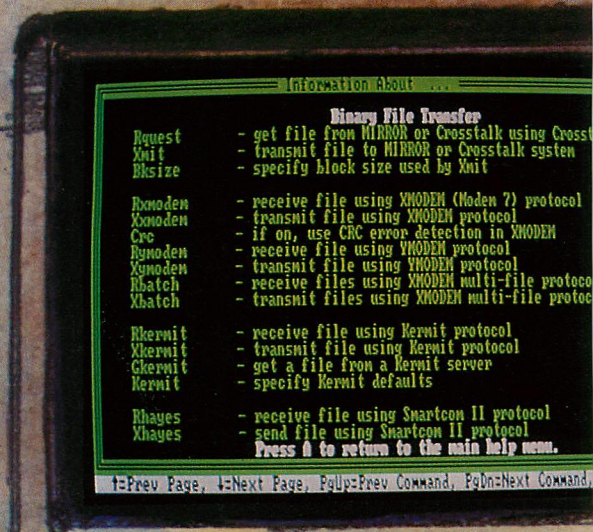 Information About ...
Binary File Transfer
Rquest - get file from MIRROR or Crosstalk using Crosst
Xmit - transmit file to MIRROR or Crosstalk system
Bksize - specify block size used by Xmit
Rxmodem - receive file using XMODEM (Modem 7) protocol
Xxmodem - transmit file using XMODEM protocol
Crc - if on, use CRC error detection in XMODEM
Rymodem - receive file using YMODEM protocol
Xymodem - transmit file using YMODEM protocol
Rbatch - receive files using XMODEM multi-file protoco
Xbatch - transmit files using XMODEM multi-file protoc
Rkermit - receive file using Kermit protocol
Xkermit - transmit file using Kermit protocol
Gkermit - get a file from a Kermit server
Kermit - specify Kermit defaults
Rhayes - receive file using Smartcom II protocol
Xhayes - send file using Smartcom II protocol
Press A to return to the main help menu.
↑=Prev Page, ↓=Next Page, PgUp=Prev Command, PgDn=Next Command,